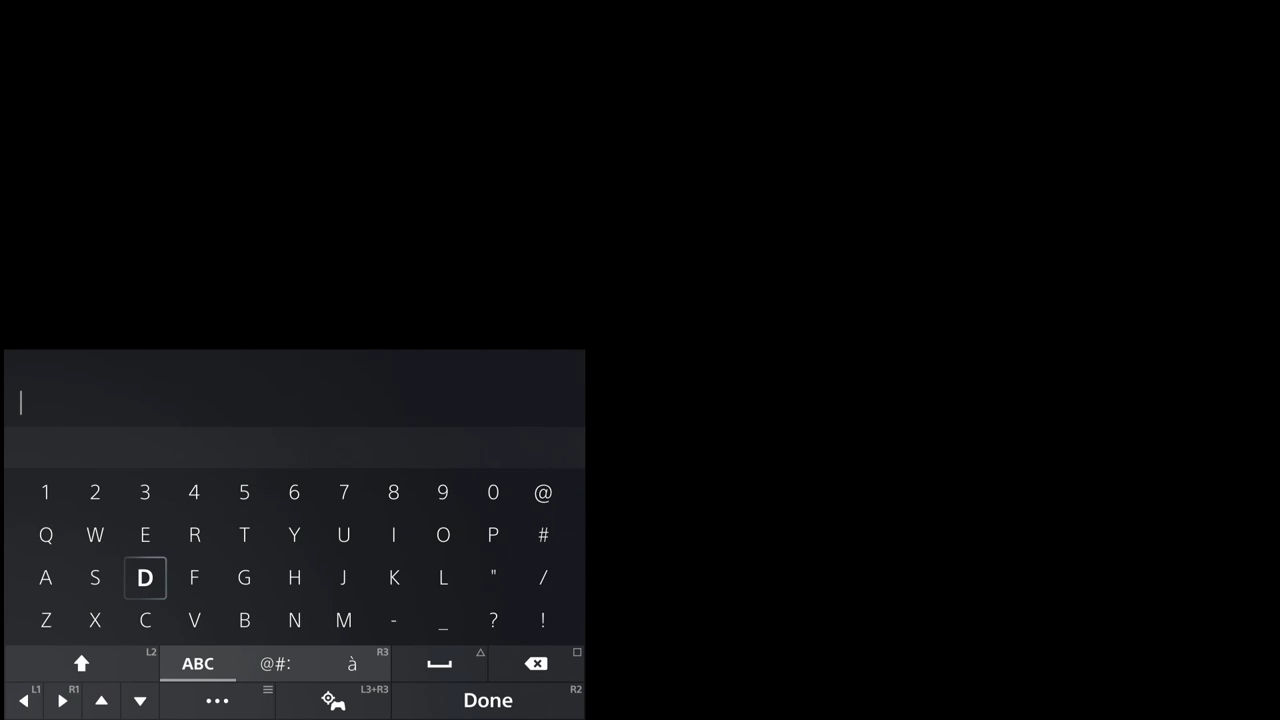 1 2 3 4 5 6 7 8 9 0 @
Q W E R T Y U I O P #
A S D F G H J K L " /
Z X C V B N M - _ ? !
L2 ABC @#: à R3
L1 R1 ... L3+R3 Done R2